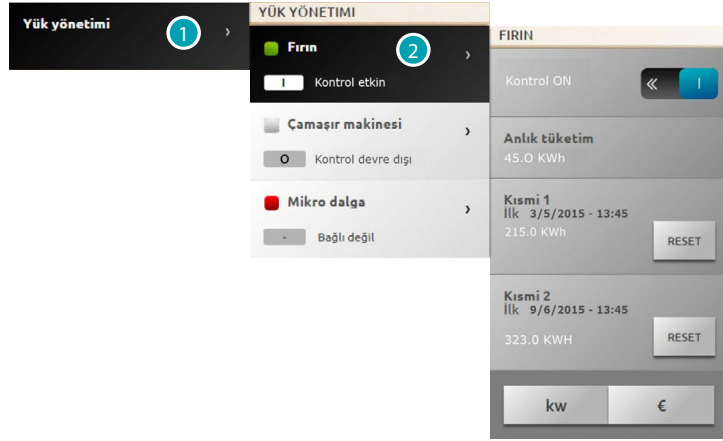 Yük yönetimi
1
›
YÜK YÖNETIMI
Fırın
2
›
I Kontrol etkin
Çamaşır makinesi
›
O Kontrol devre dışı
Mikro dalga
›
- Bağlı değil
FIRIN
Kontrol ON « I
Anlık tüketim
45.O KWh
Kısmi 1
İlk 3/5/2015 - 13:45
215.0 KWh
RESET
Kısmi 2
İlk 9/6/2015 - 13:45
323.0 KWH
RESET
kw €